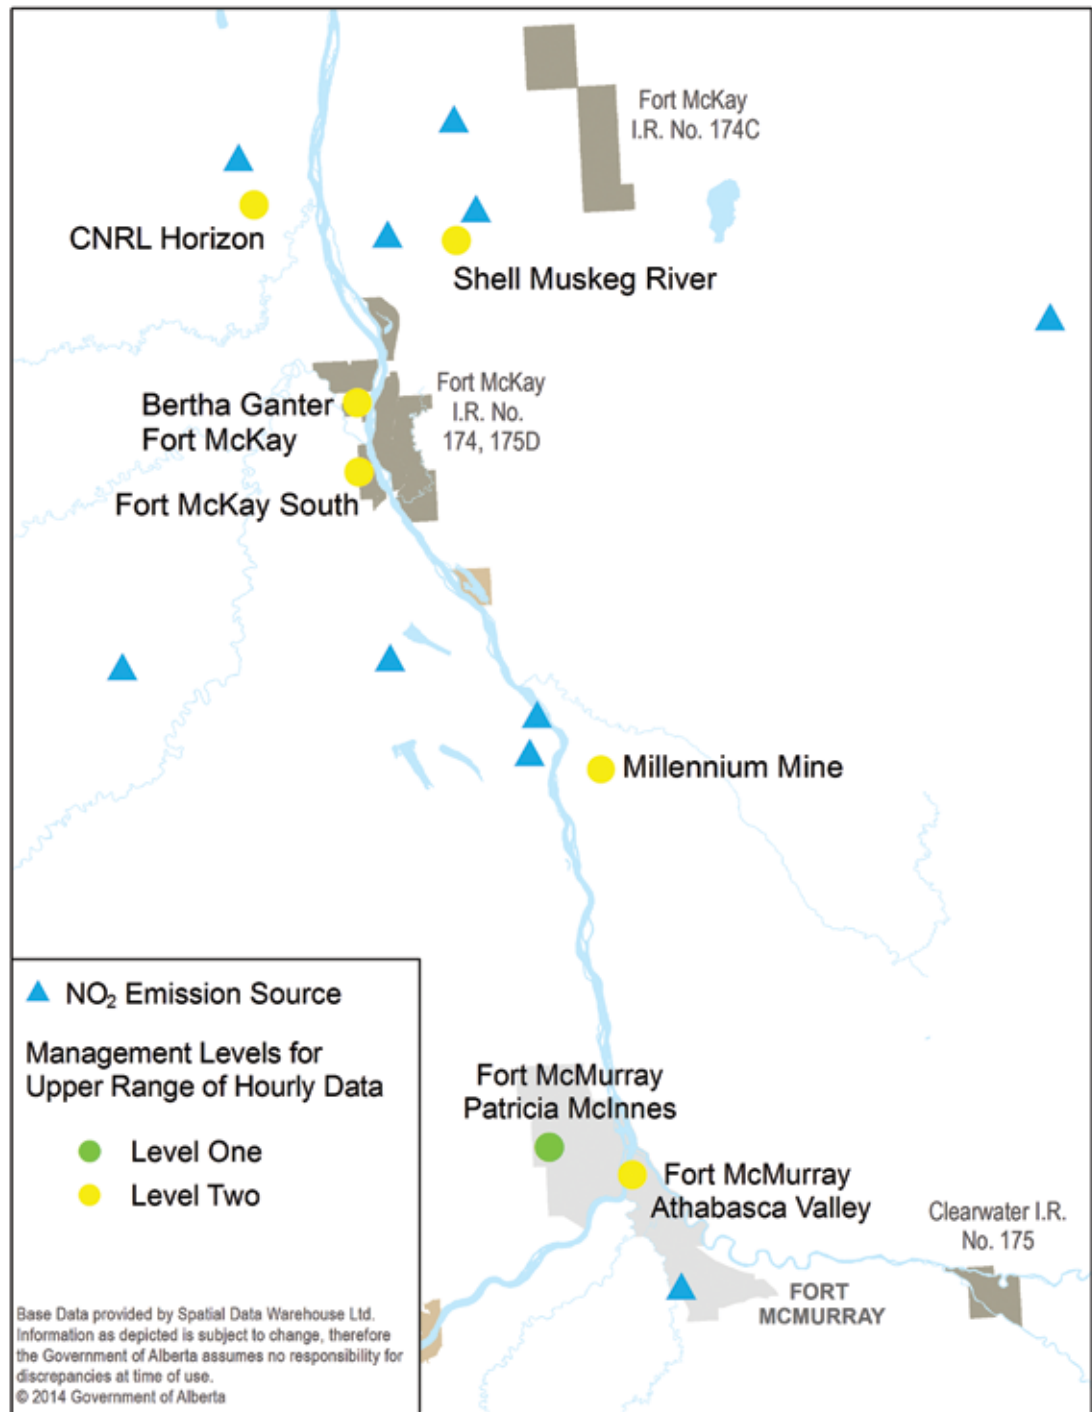 Fort McKay
I.R. No. 174C
CNRL Horizon
Shell Muskeg River
Fort McKay
I.R. No.
174, 175D
Bertha Ganter
Fort McKay
Fort McKay South
Millennium Mine
NO₂ Emission Source
Management Levels for
Upper Range of Hourly Data
Level One
Level Two
Fort McMurray
Patricia McInnes
Fort McMurray
Athabasca Valley
Clearwater I.R.
No. 175
FORT
MCMURRAY
Base Data provided by Spatial Data Warehouse Ltd.
Information as depicted is subject to change, therefore
the Government of Alberta assumes no responsibility for
discrepancies at time of use.
© 2014 Government of Alberta